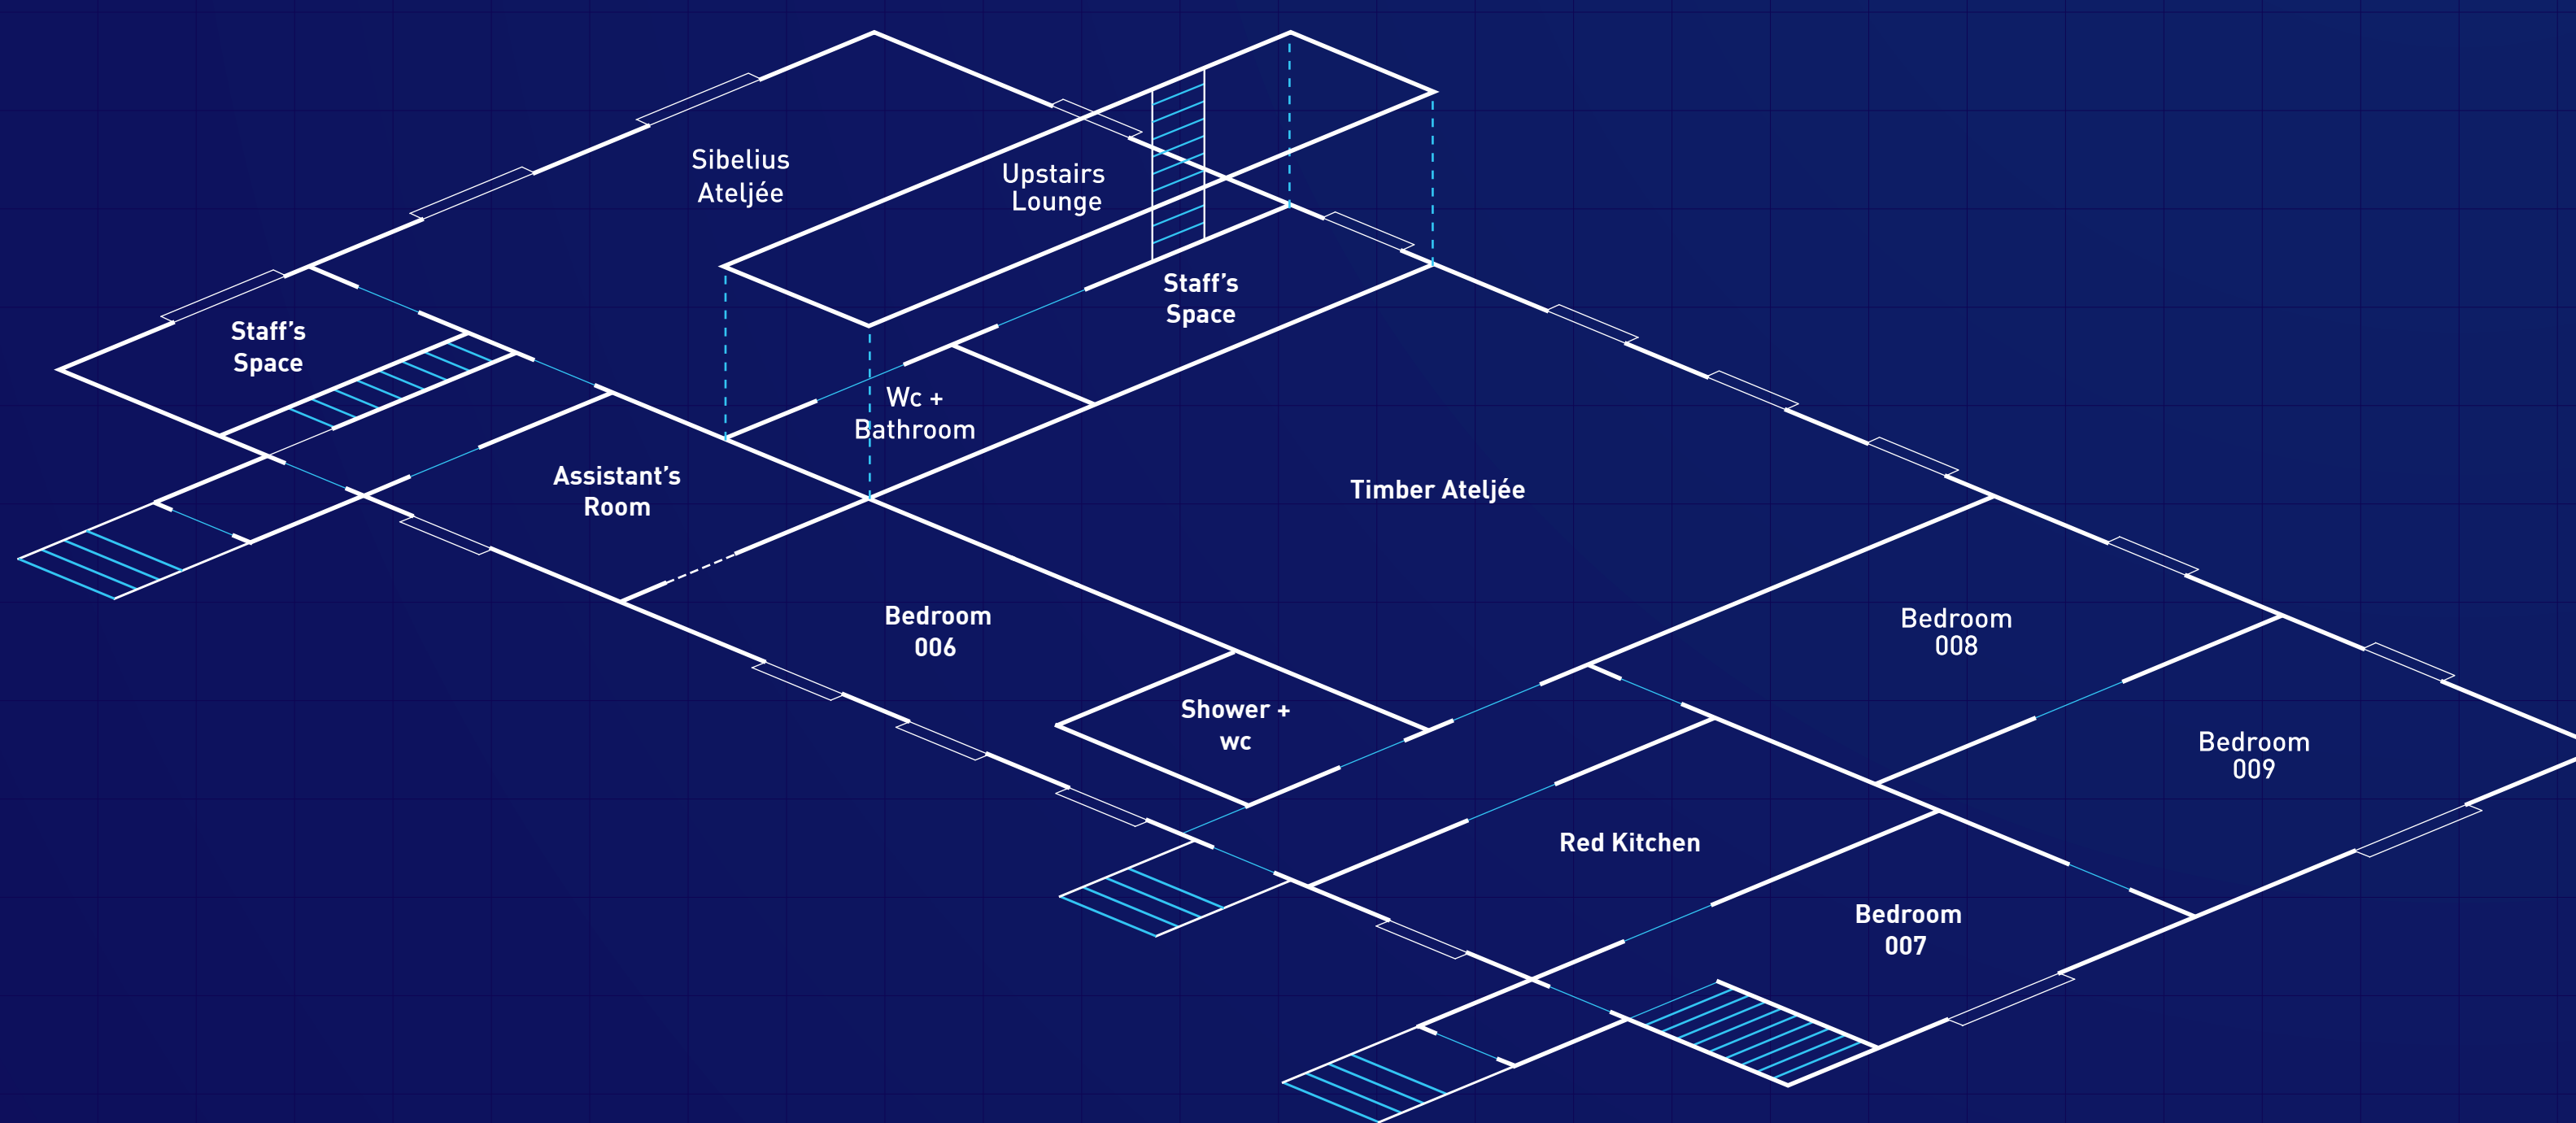 Sibelius
Ateljée
Upstairs
Lounge
Staff's
Space
Staff's
Space
Wc +
Bathroom
Assistant's
Room
Timber Ateljée
Bedroom
006
Bedroom
008
Shower +
wc
Bedroom
009
Red Kitchen
Bedroom
007